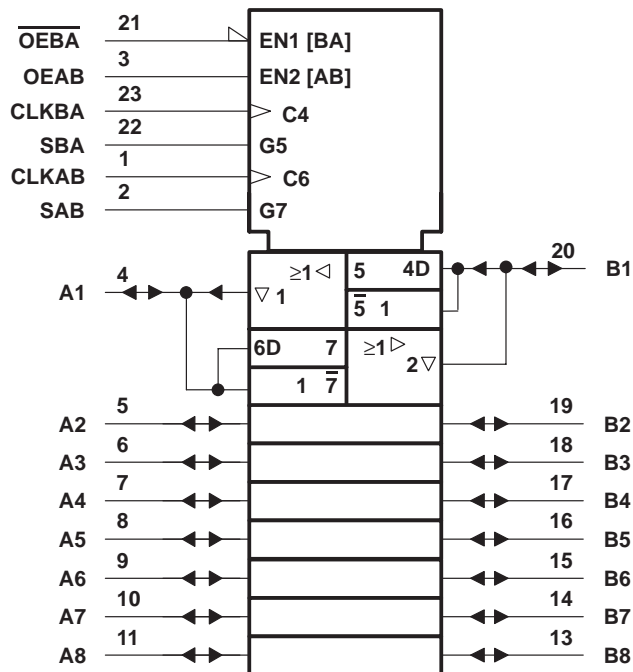 21
OEBA EN1 [BA]
3
OEAB EN2 [AB]
23
CLKBA C4
22
SBA G5
1
CLKAB C6
2
SAB G7
4 ≥1 ◁ 5 4D 20
A1 ▽ 1 5̅ 1 B1
6D 7 ≥1 ▷
1 7̅ 2 ▽
5 19
A2 B2
6 18
A3 B3
7 17
A4 B4
8 16
A5 B5
9 15
A6 B6
10 14
A7 B7
11 13
A8 B8